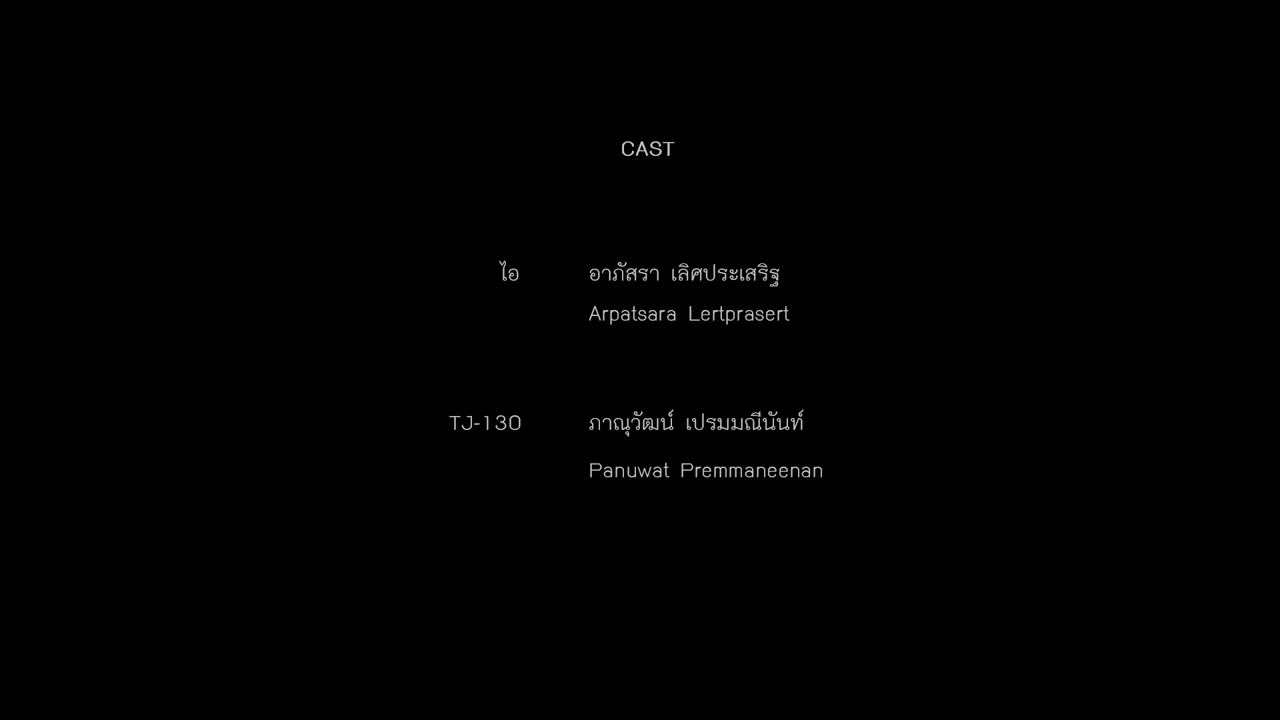 CAST
ไอ อาภัสรา เลิศประเสริฐ
Arpatsara Lertprasert
TJ-130 ภาณุวัฒน์ เปรมมณีนันท์
Panuwat Premmaneenan